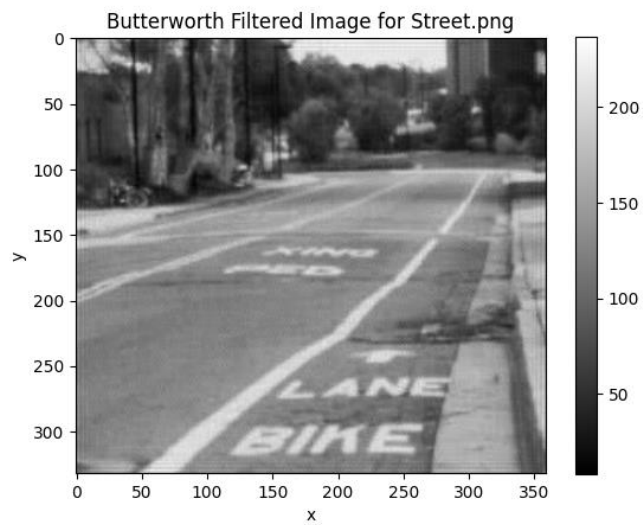 Butterworth Filtered Image for Street.png
0
50
100
150
200
250
300
y
XING
PED
LANE
BIKE
0 50 100 150 200 250 300 350
x
200
150
100
50